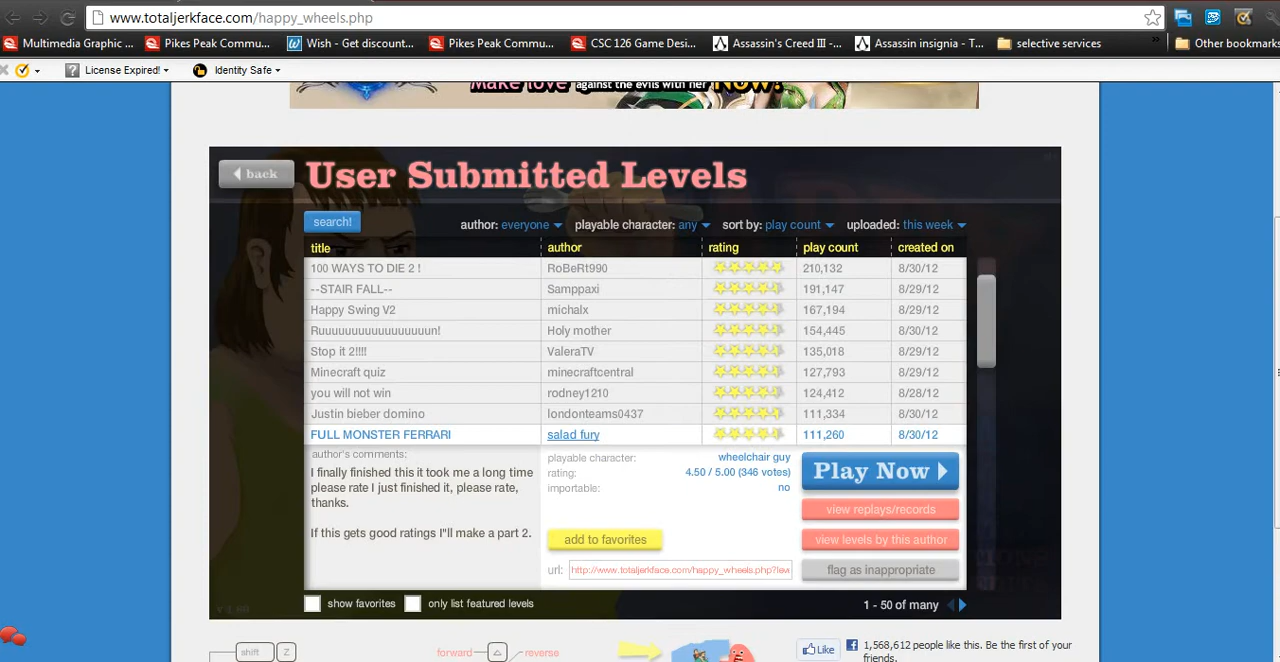 www.totaljerkface.com/happy_wheels.php
Multimedia Graphic ... Pikes Peak Commu... Wish - Get discount... Pikes Peak Commu... CSC 126 Game Desi... Assassin's Creed III -... Assassin insignia - T... selective services » Other bookmarks
License Expired! Identity Safe
Make love against the evils with her Now!
back User Submitted Levels
search! author: everyone playable character: any sort by: play count uploaded: this week
title author rating play count created on
100 WAYS TO DIE 2 ! RoBeRt990 210,132 8/30/12
--STAIR FALL-- Samppaxi 191,147 8/29/12
Happy Swing V2 michalx 167,194 8/29/12
Ruuuuuuuuuuuuuuuuun! Holy mother 154,445 8/30/12
Stop it 2!!!! ValeraTV 135,018 8/29/12
Minecraft quiz minecraftcentral 127,793 8/29/12
you will not win rodney1210 124,412 8/28/12
Justin bieber domino londonteams0437 111,334 8/30/12
FULL MONSTER FERRARI salad fury 111,260 8/30/12
author's comments:
I finally finished this it took me a long time
please rate I just finished it, please rate,
thanks.
If this gets good ratings I"ll make a part 2.
playable character: wheelchair guy
rating: 4.50 / 5.00 (346 votes)
importable: no
add to favorites
url: http://www.totaljerkface.com/happy_wheels.php?leve
Play Now
view replays/records
view levels by this author
flag as inappropriate
show favorites only list featured levels 1 - 50 of many
shift Z forward reverse Like 1,568,612 people like this. Be the first of your
friends.